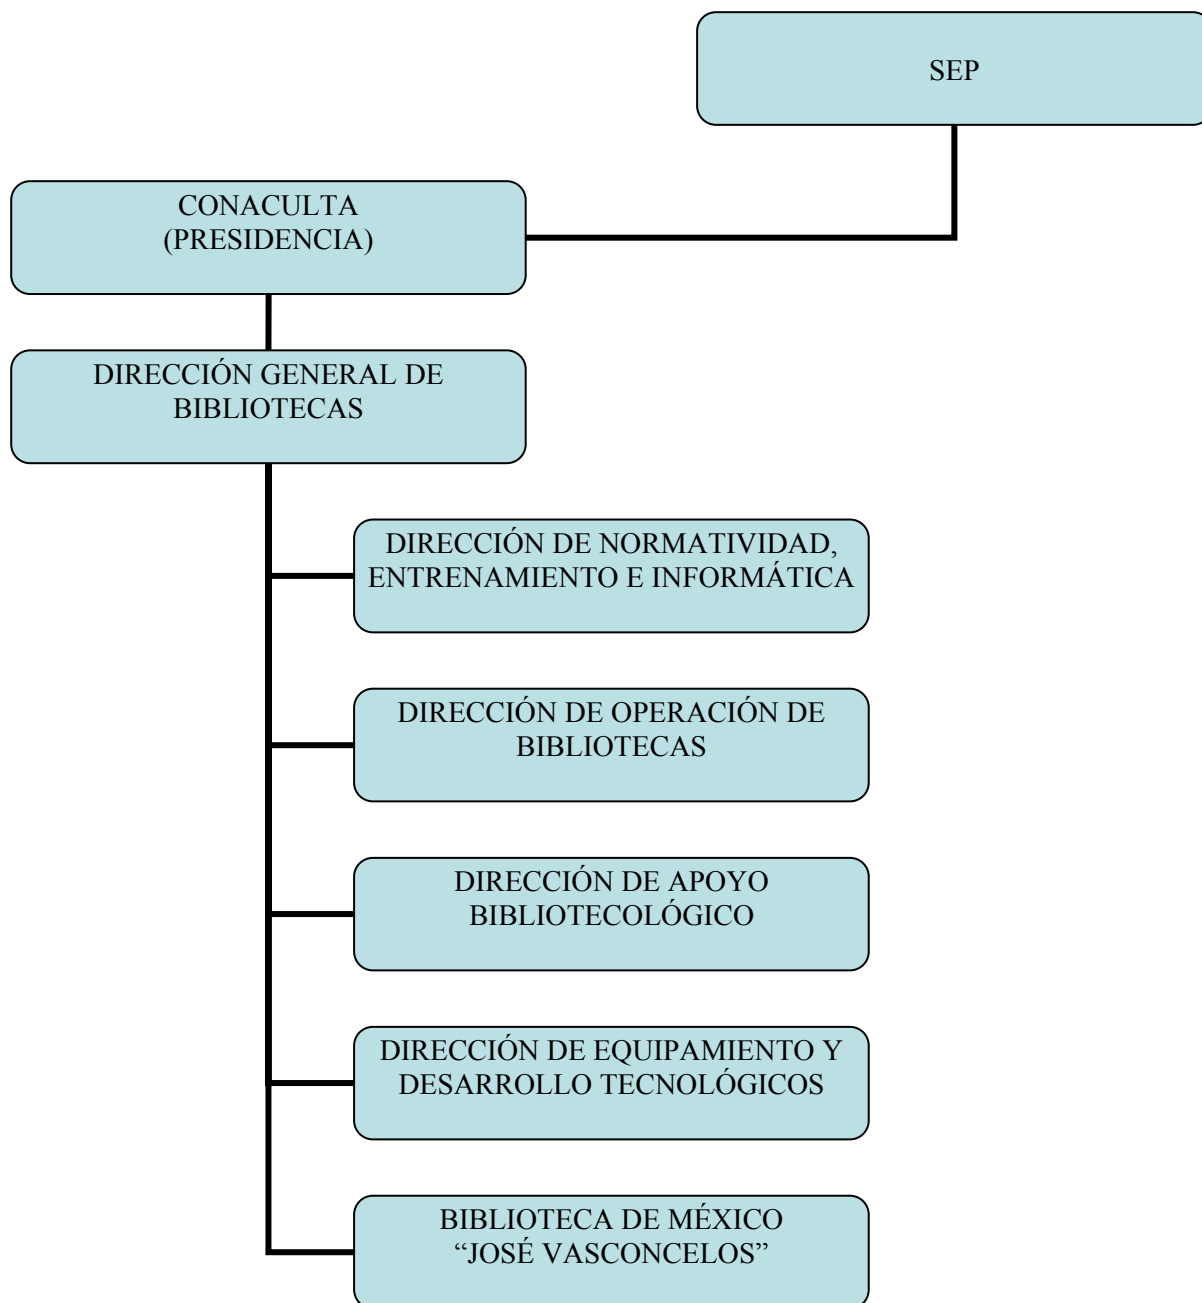 SEP
CONACULTA
(PRESIDENCIA)
DIRECCIÓN GENERAL DE
BIBLIOTECAS
DIRECCIÓN DE NORMATIVIDAD,
ENTRENAMIENTO E INFORMÁTICA
DIRECCIÓN DE OPERACIÓN DE
BIBLIOTECAS
DIRECCIÓN DE APOYO
BIBLIOTECOLÓGICO
DIRECCIÓN DE EQUIPAMIENTO Y
DESARROLLO TECNOLÓGICOS
BIBLIOTECA DE MÉXICO
“JOSÉ VASCONCELOS”